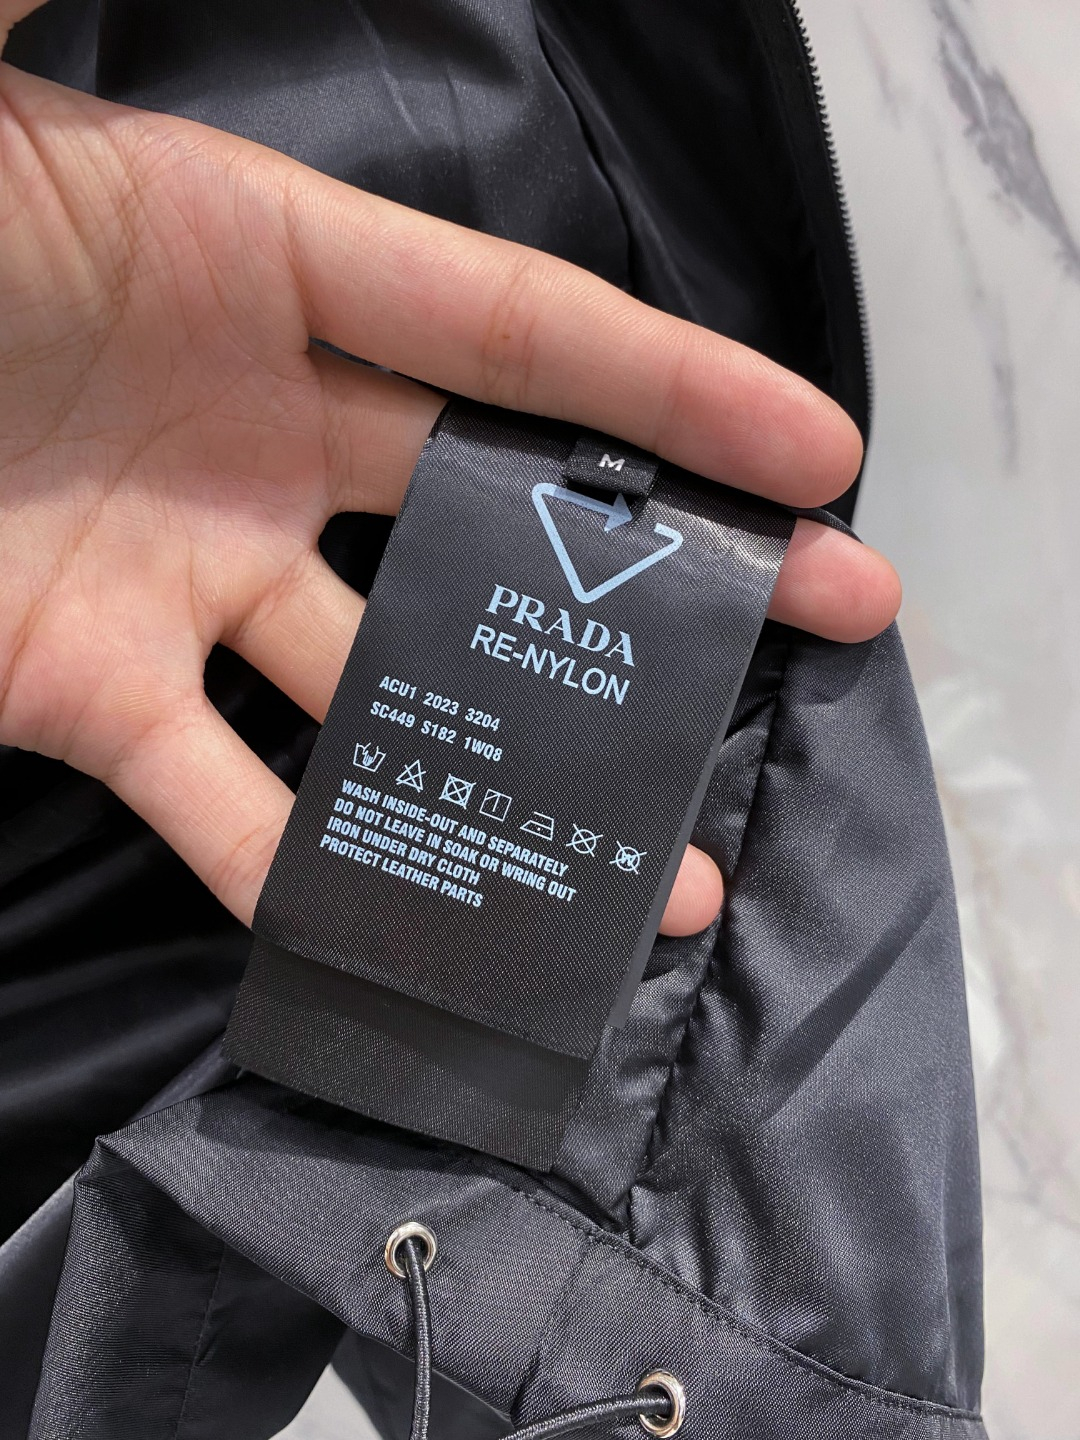 M
PRADA
RE-NYLON
ACU1 2023 3204
SC449 S182 1WQ8
WASH INSIDE-OUT AND SEPARATELY
DO NOT LEAVE IN SOAK OR WRING OUT
IRON UNDER DRY CLOTH
PROTECT LEATHER PARTS